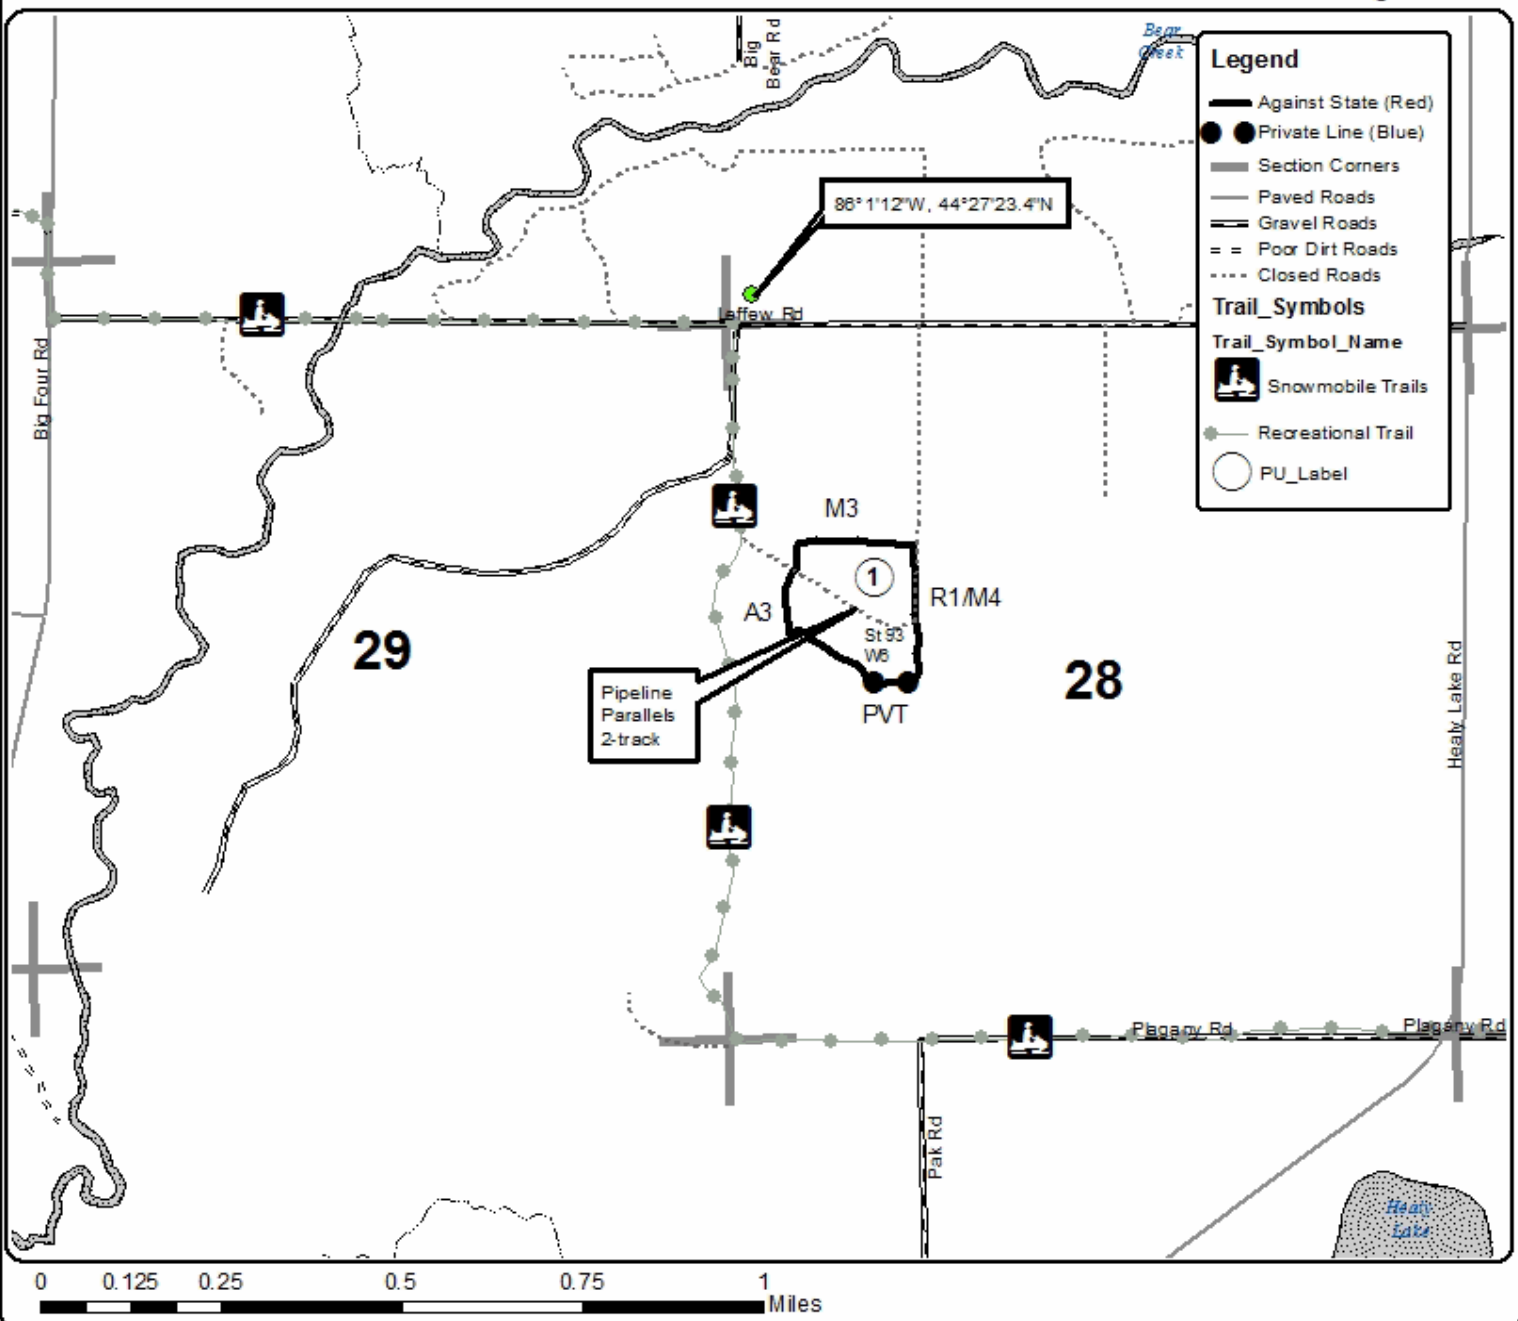 Big
Bear Rd
Bear
Creek
Legend
Against State (Red)
Private Line (Blue)
Section Corners
Paved Roads
Gravel Roads
Poor Dirt Roads
Closed Roads
Trail_Symbols
Trail_Symbol_Name
Snowmobile Trails
Recreational Trail
PU_Label
86° 1'12"W, 44°27'23.4"N
Leffew Rd
Big Four Rd
M3
1
R1/M4
A3
St 93
W6
29
28
Pipeline
Parallels
2-track
PVT
Healy Lake Rd
Plagany Rd
Plagany Rd
Pak Rd
Healy
Lake
0 0.125 0.25 0.5 0.75 1
Miles